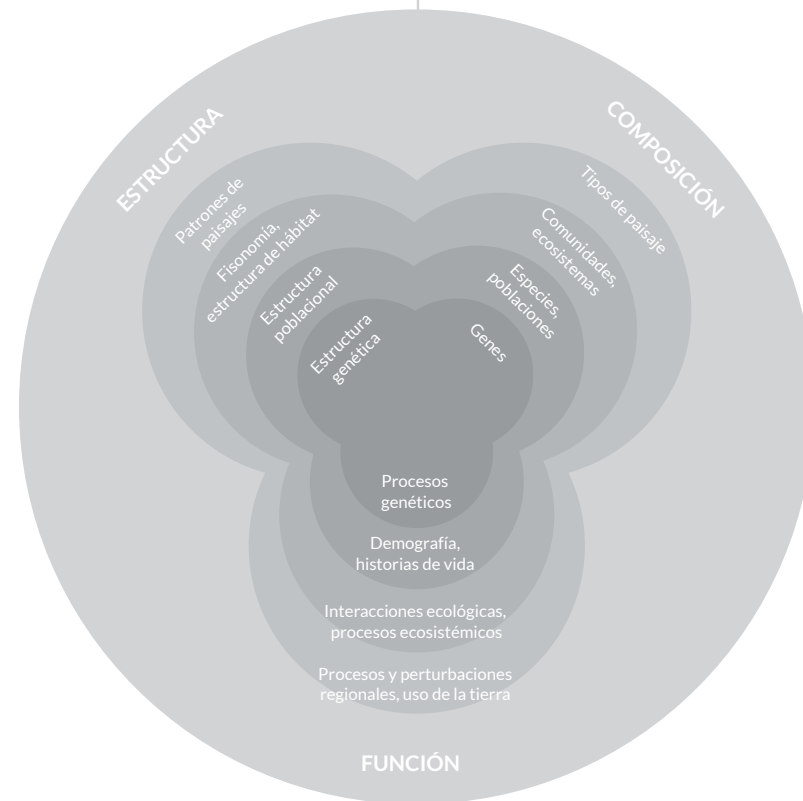 ESTRUCTURA
Patrones de
paisajes
Fisonomía,
estructura de hábitat
Estructura
poblacional
Estructura
genética
COMPOSICIÓN
Tipos de paisaje
Comunidades,
ecosistemas
Especies,
poblaciones
Genes
Procesos
genéticos
Demografía,
historias de vida
Interacciones ecológicas,
procesos ecosistémicos
Procesos y perturbaciones
regionales, uso de la tierra
FUNCIÓN